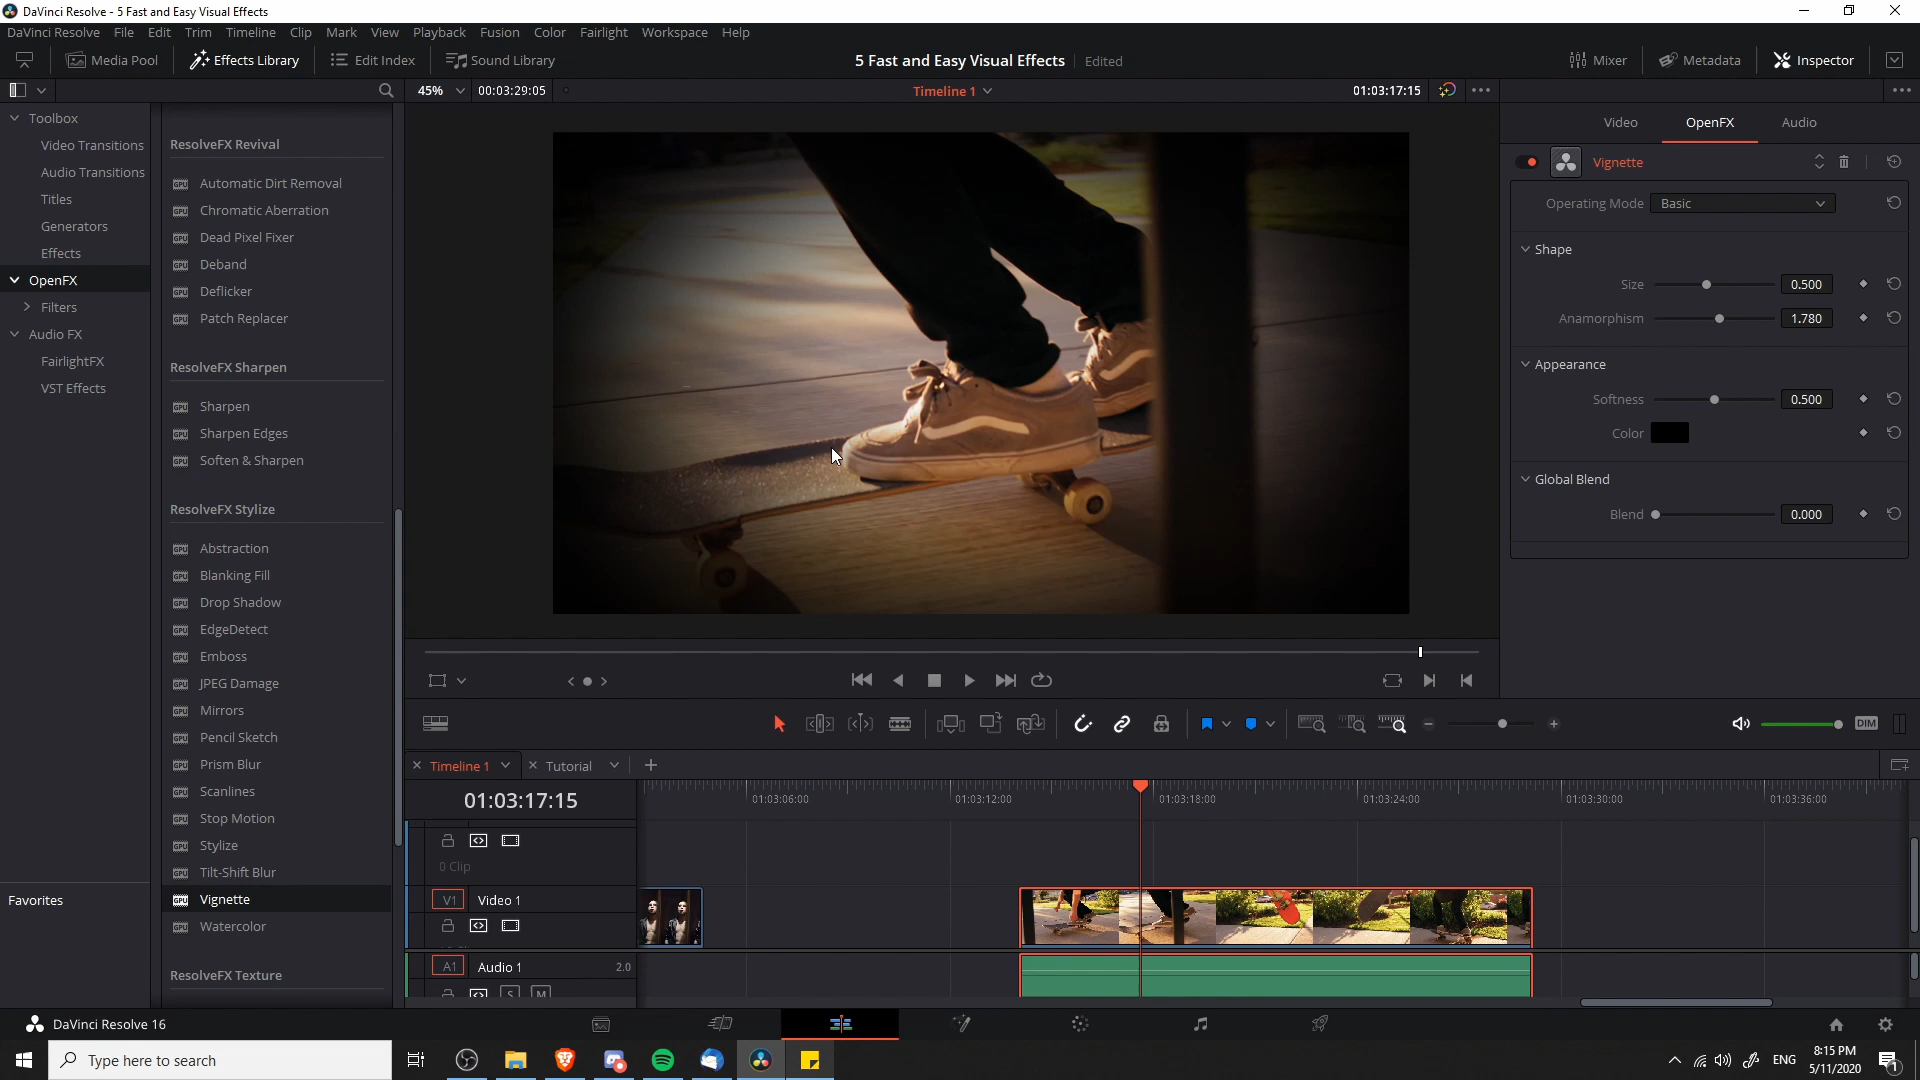 DaVinci Resolve - 5 Fast and Easy Visual Effects
DaVinci Resolve File Edit Trim Timeline Clip Mark View Playback Fusion Color Fairlight Workspace Help
Media Pool Effects Library Edit Index Sound Library 5 Fast and Easy Visual Effects Edited Mixer Metadata Inspector
45% 00:03:29:05 Timeline 1 01:03:17:15
Toolbox
Video Transitions
Audio Transitions
Titles
Generators
Effects
OpenFX
Filters
Audio FX
FairlightFX
VST Effects
Favorites
ResolveFX Revival
Automatic Dirt Removal
Chromatic Aberration
Dead Pixel Fixer
Deband
Deflicker
Patch Replacer
ResolveFX Sharpen
Sharpen
Sharpen Edges
Soften & Sharpen
ResolveFX Stylize
Abstraction
Blanking Fill
Drop Shadow
EdgeDetect
Emboss
JPEG Damage
Mirrors
Pencil Sketch
Prism Blur
Scanlines
Stop Motion
Stylize
Tilt-Shift Blur
Vignette
Watercolor
ResolveFX Texture
Video OpenFX Audio
Vignette
Operating Mode Basic
Shape
Size 0.500
Anamorphism 1.780
Appearance
Softness 0.500
Color
Global Blend
Blend 0.000
DIM
Timeline 1 Tutorial
01:03:17:15
01:03:06:00 01:03:12:00 01:03:18:00 01:03:24:00 01:03:30:00 01:03:36:00
0 Clip
V1 Video 1
A1 Audio 1 2.0
S M
DaVinci Resolve 16
Type here to search
ENG
8:15 PM
5/11/2020
1